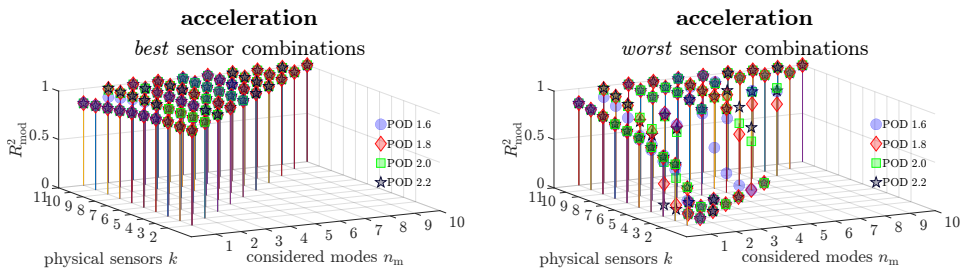 acceleration
best sensor combinations
1
0.5
0
R²mod
POD 1.6
POD 1.8
POD 2.0
POD 2.2
11 10 9 8 7 6 5 4 3 2
physical sensors k
1 2 3 4 5 6 7 8 9 10
considered modes nm
acceleration
worst sensor combinations
1
0.5
0
R²mod
POD 1.6
POD 1.8
POD 2.0
POD 2.2
11 10 9 8 7 6 5 4 3 2
physical sensors k
1 2 3 4 5 6 7 8 9 10
considered modes nm